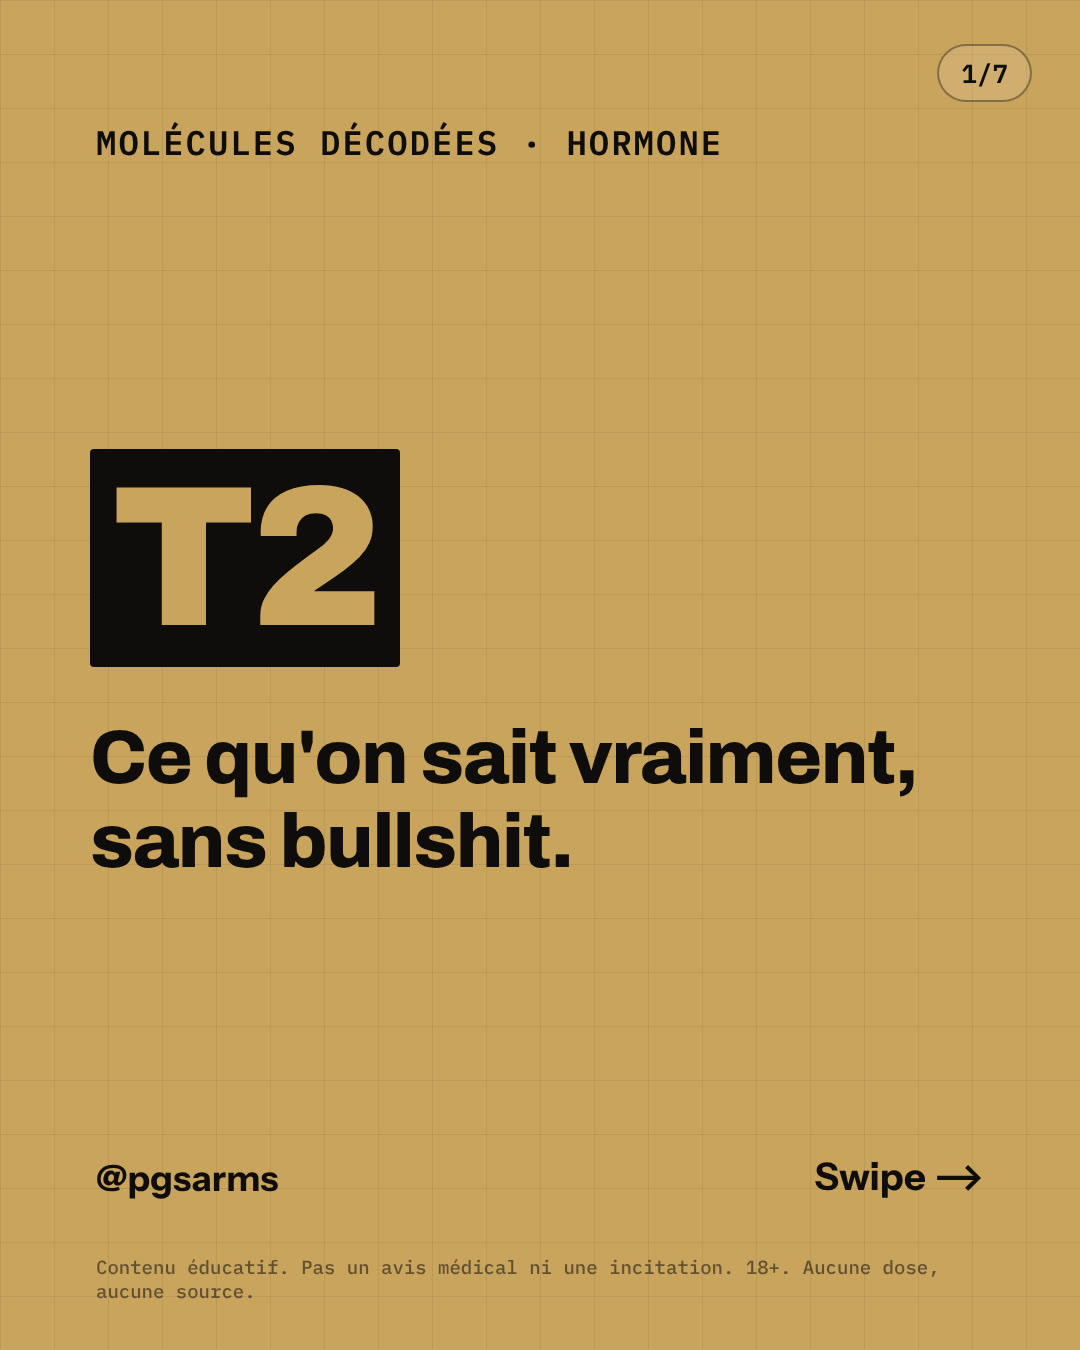 1/7
MOLÉCULES DÉCODÉES · HORMONE
T2
Ce qu'on sait vraiment,
sans bullshit.
@pgsarms
Swipe →
Contenu éducatif. Pas un avis médical ni une incitation. 18+. Aucune dose,
aucune source.